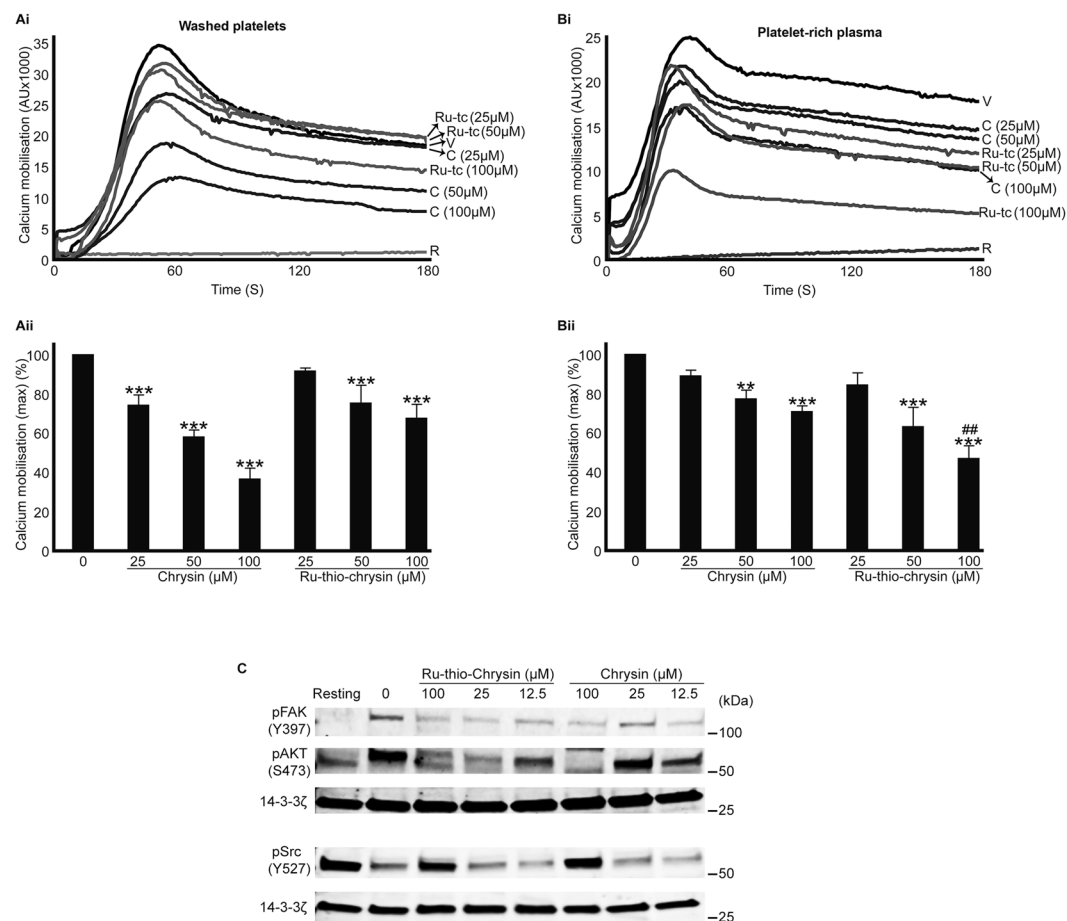 Ai
Washed platelets
Calcium mobilisation (AUx1000)
35
30
25
20
15
10
5
0
0 60 120 180
Time (S)
Ru-tc (25µM)
Ru-tc (50µM)
V
C (25µM)
Ru-tc (100µM)
C (50µM)
C (100µM)
R
Bi
Platelet-rich plasma
Calcium mobilisation (AUx1000)
25
20
15
10
5
0
0 60 120 180
Time (S)
V
C (25µM)
C (50µM)
Ru-tc (25µM)
Ru-tc (50µM)
C (100µM)
Ru-tc (100µM)
R
Aii
Calcium mobilisation (max) (%)
100
80
60
40
20
0
*** *** *** *** ***
0 25 50 100 25 50 100
Chrysin (µM) Ru-thio-chrysin (µM)
Bii
Calcium mobilisation (max) (%)
100
80
60
40
20
0
** *** *** ##
***
0 25 50 100 25 50 100
Chrysin (µM) Ru-thio-chrysin (µM)
C
Ru-thio-Chrysin (µM) Chrysin (µM)
Resting 0 100 25 12.5 100 25 12.5 (kDa)
pFAK
(Y397)
100
pAKT
(S473)
50
14-3-3ζ
25
pSrc
(Y527)
50
14-3-3ζ
25